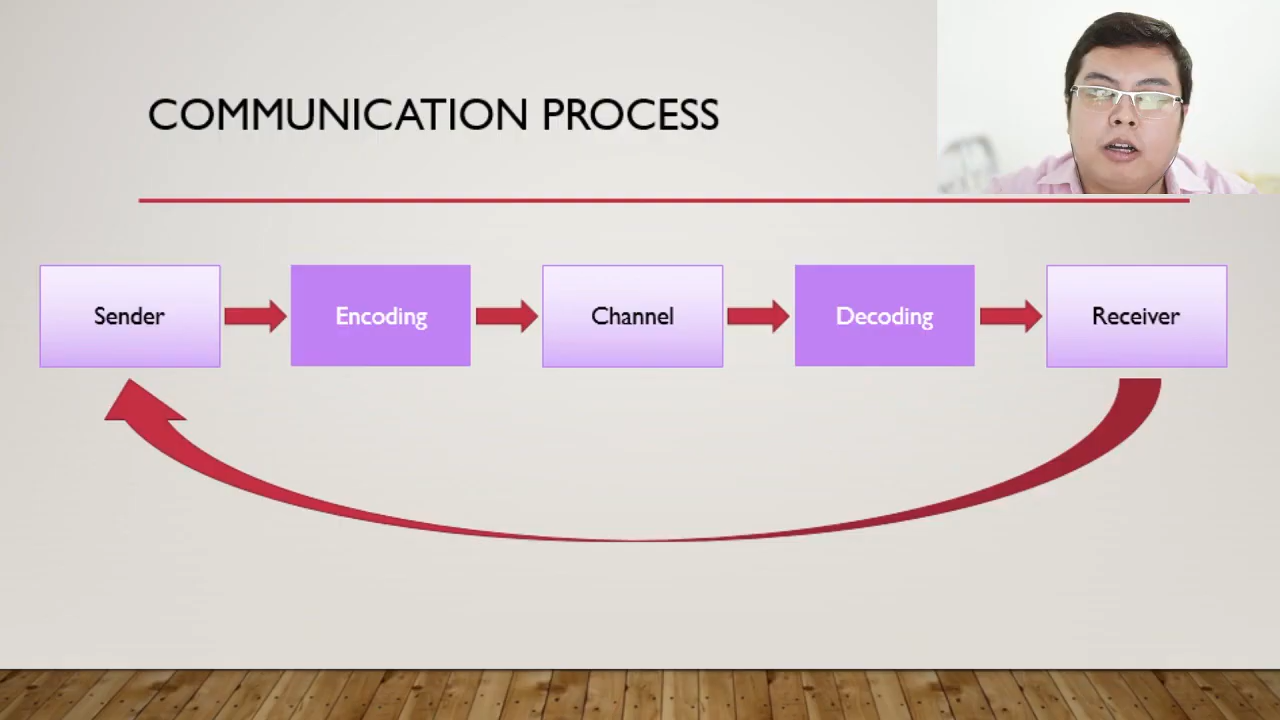 COMMUNICATION PROCESS
Sender
Encoding
Channel
Decoding
Receiver